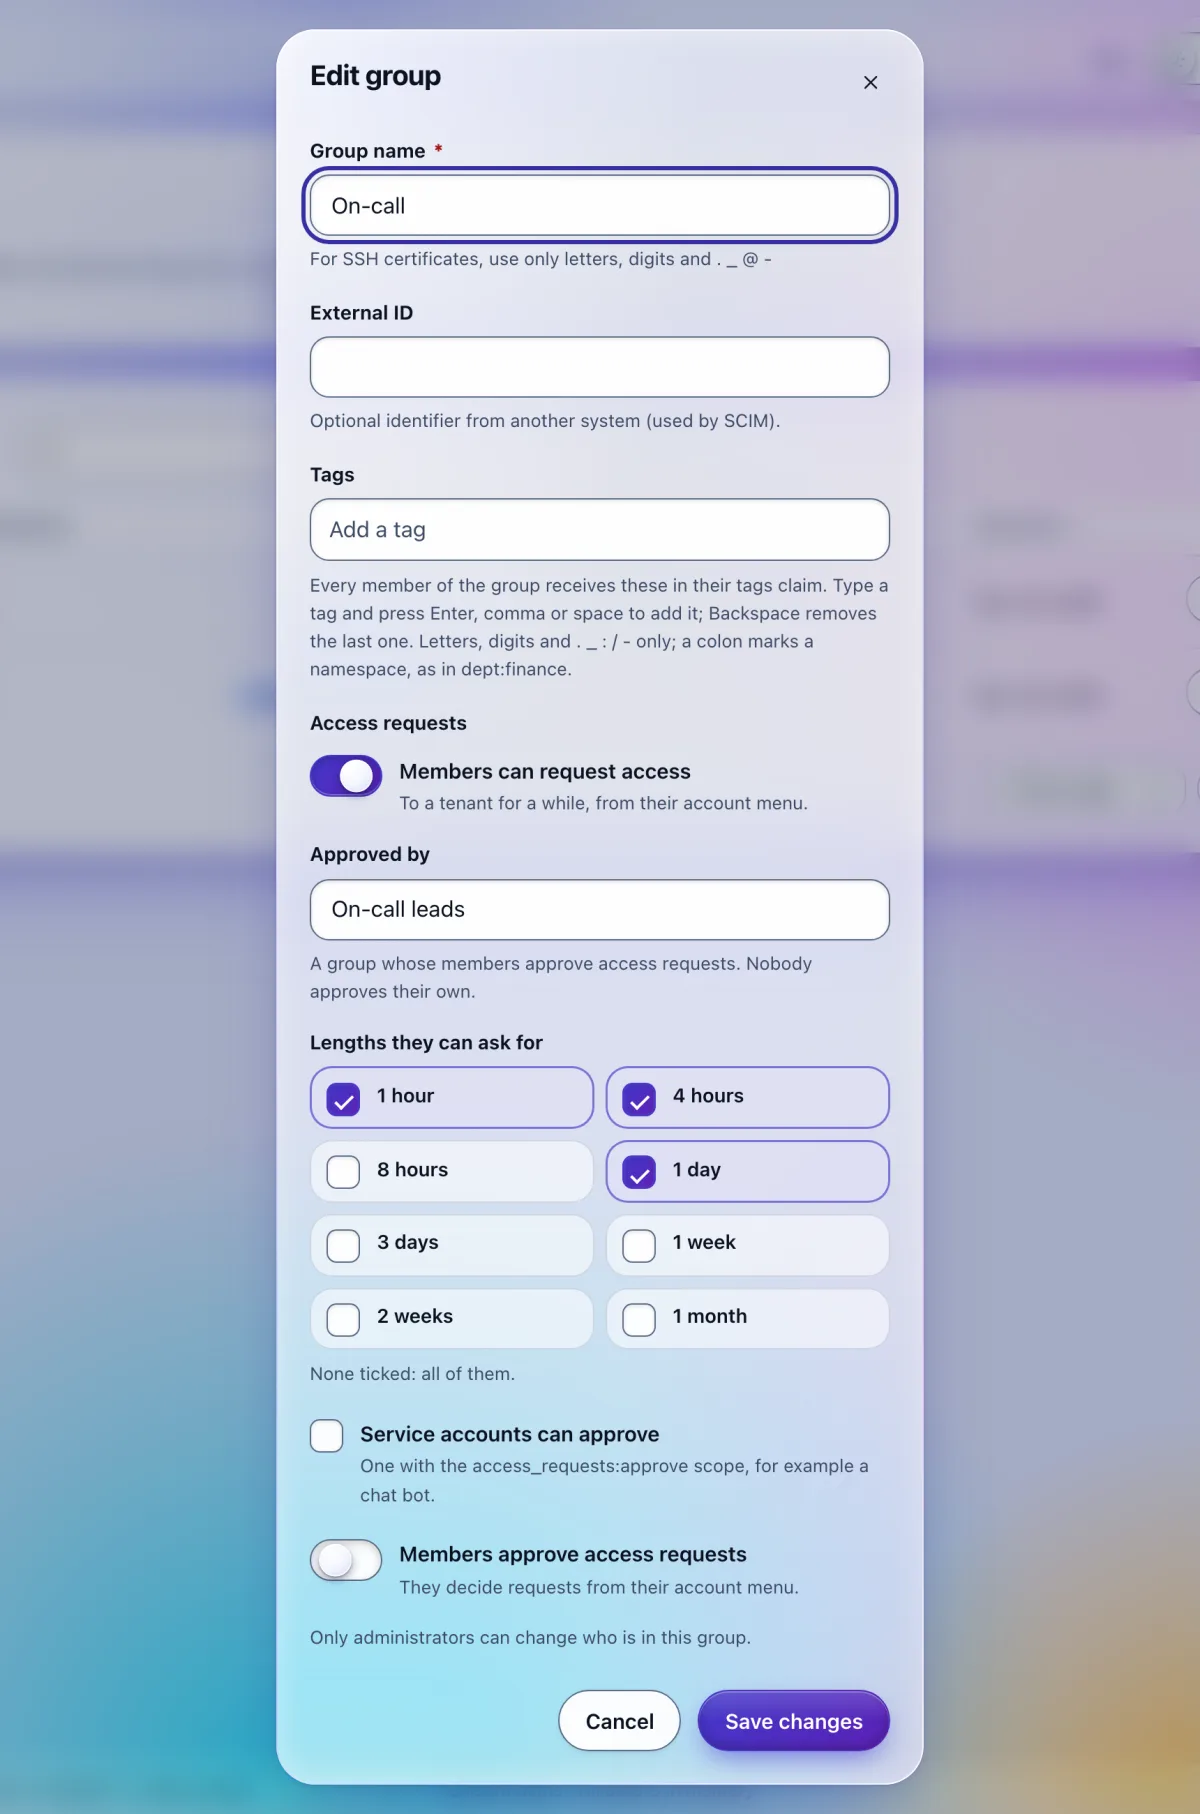 Edit group
Group name *
On-call
For SSH certificates, use only letters, digits and . _ @ -
External ID
Optional identifier from another system (used by SCIM).
Tags
Add a tag
Every member of the group receives these in their tags claim. Type a
tag and press Enter, comma or space to add it; Backspace removes
the last one. Letters, digits and . _ : / - only; a colon marks a
namespace, as in dept:finance.
Access requests
Members can request access
To a tenant for a while, from their account menu.
Approved by
On-call leads
A group whose members approve access requests. Nobody
approves their own.
Lengths they can ask for
1 hour
4 hours
8 hours
1 day
3 days
1 week
2 weeks
1 month
None ticked: all of them.
Service accounts can approve
One with the access_requests:approve scope, for example a
chat bot.
Members approve access requests
They decide requests from their account menu.
Only administrators can change who is in this group.
Cancel
Save changes